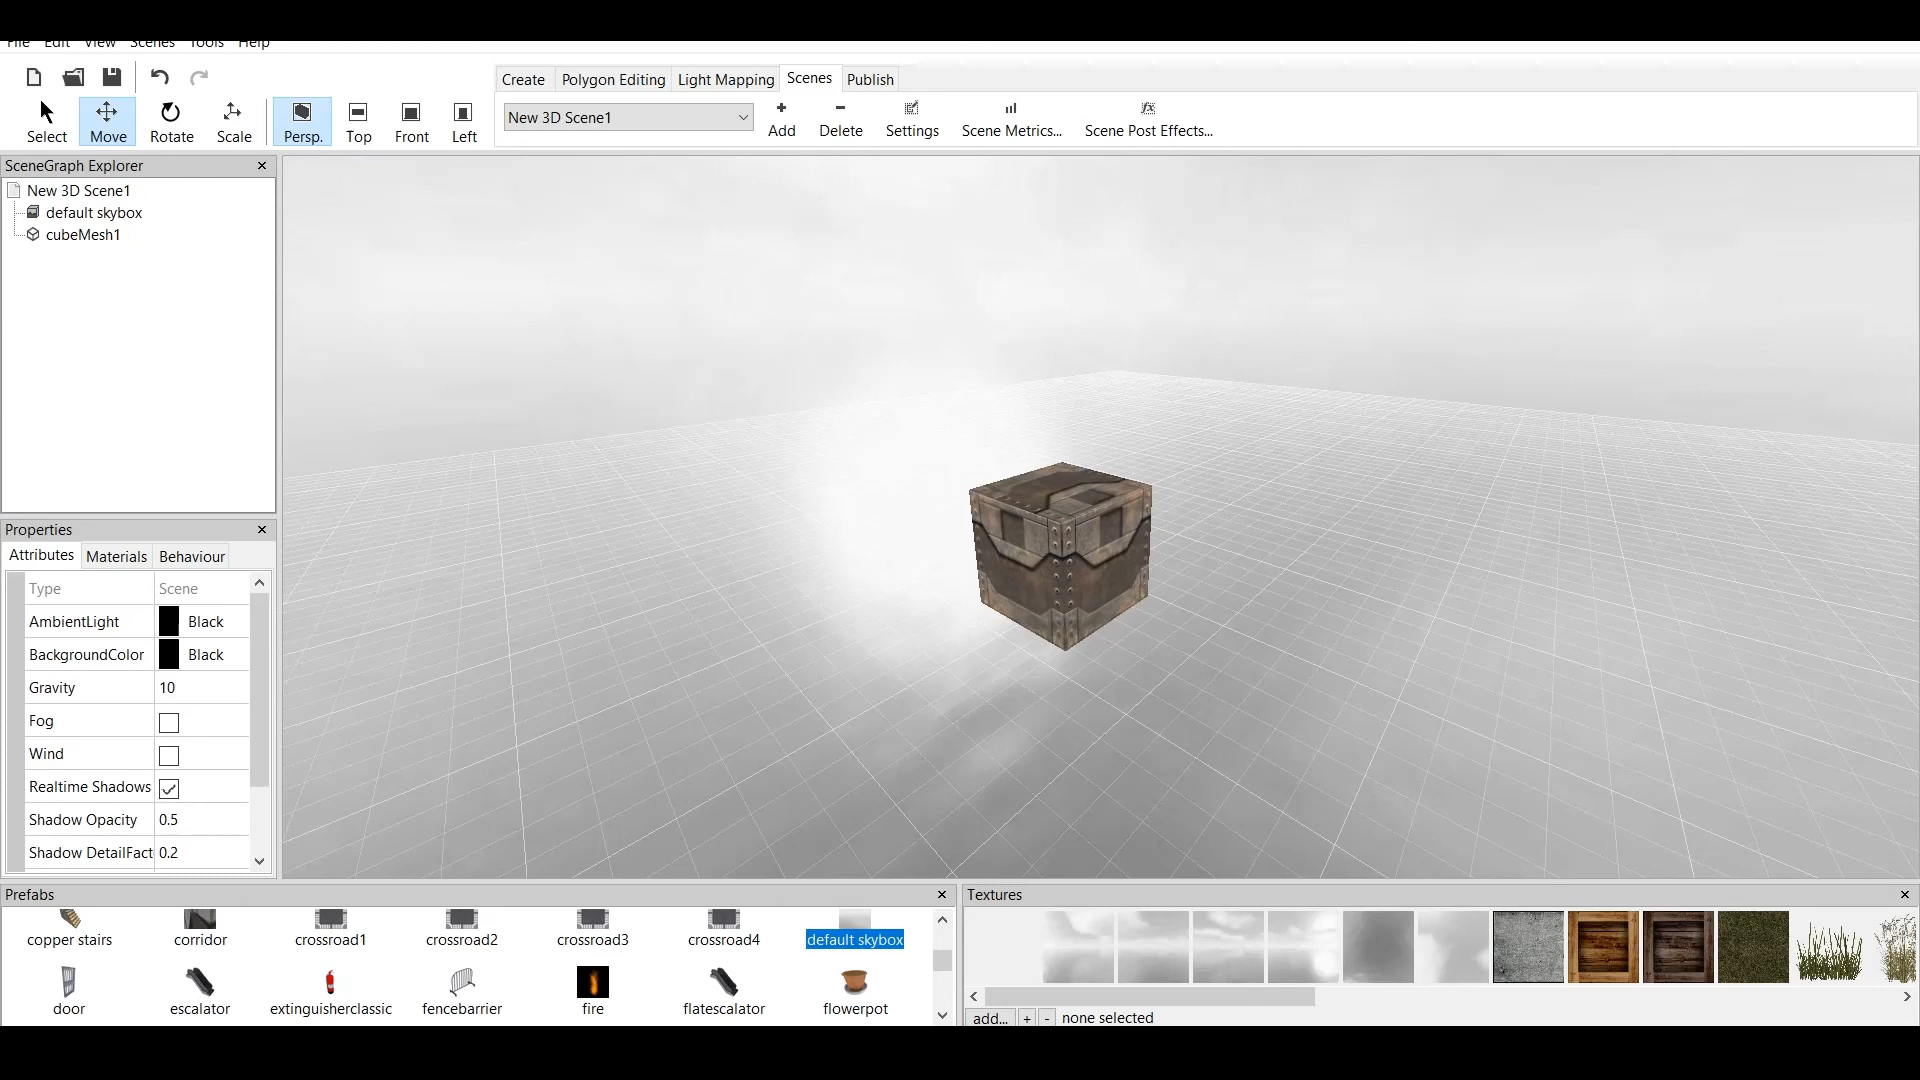 File Edit View Scenes Tools Help
Create Polygon Editing Light Mapping Scenes Publish
Select Move Rotate Scale Persp. Top Front Left
New 3D Scene1
Add Delete Settings Scene Metrics... Scene Post Effects...
SceneGraph Explorer
New 3D Scene1
default skybox
cubeMesh1
Properties
Attributes Materials Behaviour
Type Scene
AmbientLight Black
BackgroundColor Black
Gravity 10
Fog
Wind
Realtime Shadows
Shadow Opacity 0.5
Shadow DetailFact 0.2
Prefabs
copper stairs corridor crossroad1 crossroad2 crossroad3 crossroad4 default skybox
door escalator extinguisherclassic fencebarrier fire flatescalator flowerpot
Textures
add... + - none selected